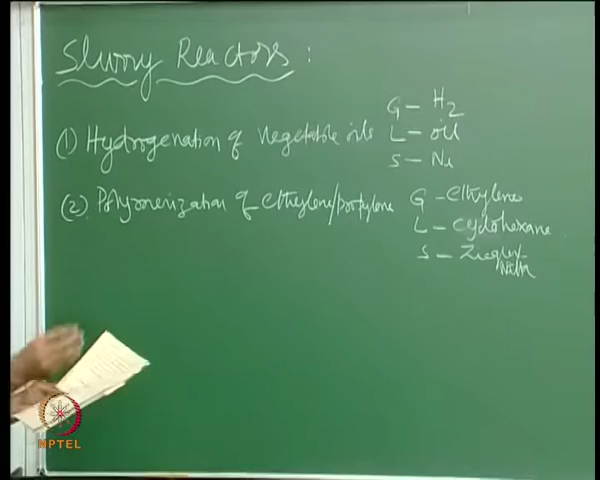 Slurry Reactors :
(1) Hydrogenation of Vegetable oils G – H2
L – oil
S – Ni
(2) Polymerization of ethylene/propylene G – ethylene
L – cyclohexane
S – Ziegler-
Natta
NPTEL